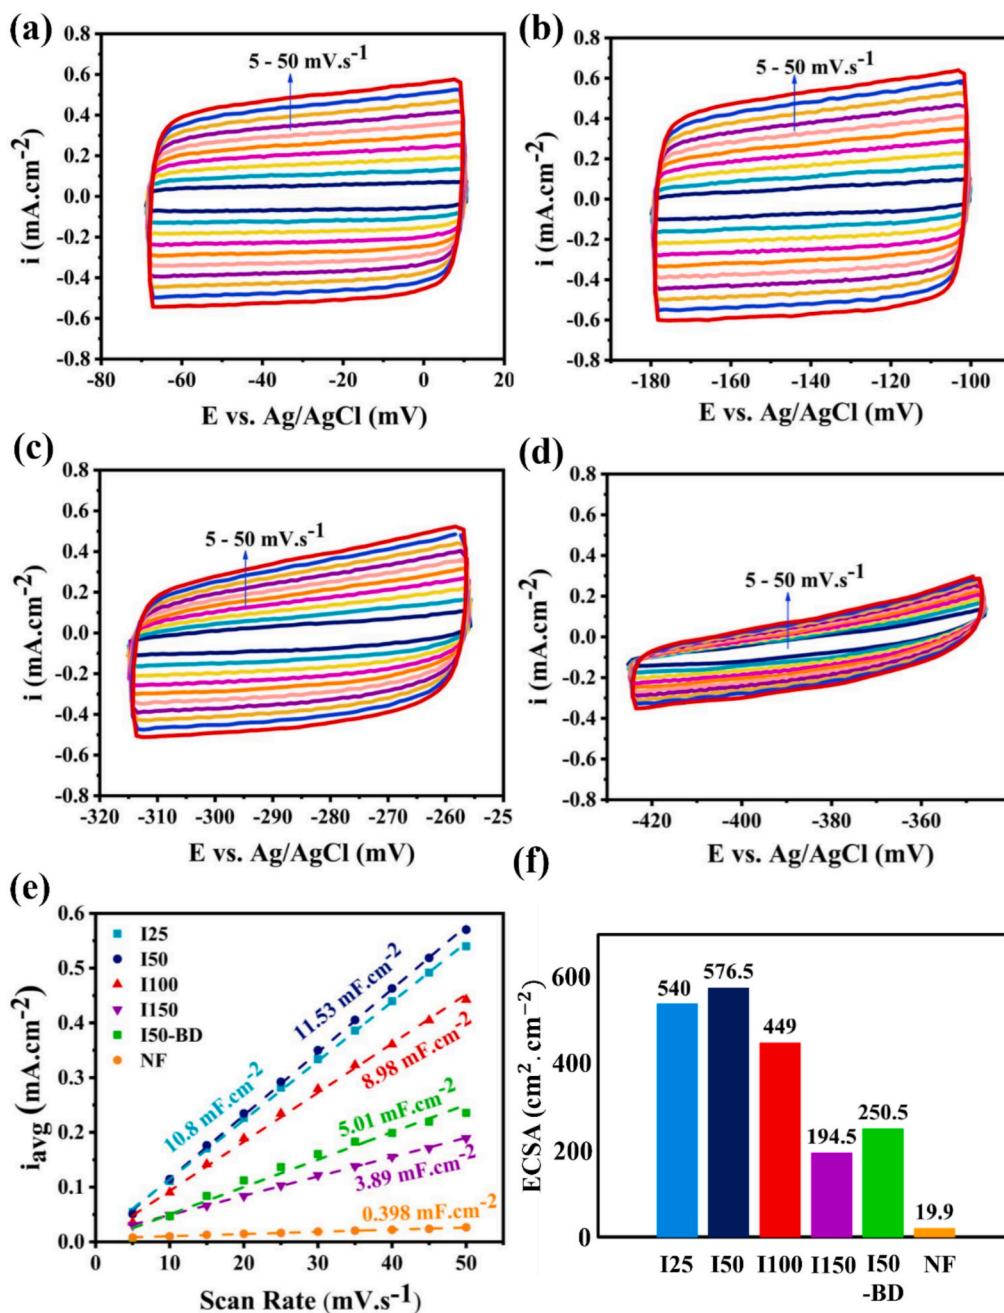 (a)
5 - 50 mV.s⁻¹
i (mA.cm⁻²)
0.8
0.6
0.4
0.2
0.0
-0.2
-0.4
-0.6
-0.8
-80
-60
-40
-20
0
20
E vs. Ag/AgCl (mV)
(b)
5 - 50 mV.s⁻¹
i (mA.cm⁻²)
0.8
0.6
0.4
0.2
0.0
-0.2
-0.4
-0.6
-0.8
-180
-160
-140
-120
-100
E vs. Ag/AgCl (mV)
(c)
5 - 50 mV.s⁻¹
i (mA.cm⁻²)
0.8
0.6
0.4
0.2
0.0
-0.2
-0.4
-0.6
-0.8
-320
-310
-300
-290
-280
-270
-260
-250
E vs. Ag/AgCl (mV)
(d)
5 - 50 mV.s⁻¹
i (mA.cm⁻²)
0.8
0.6
0.4
0.2
0.0
-0.2
-0.4
-0.6
-0.8
-420
-400
-380
-360
E vs. Ag/AgCl (mV)
(e)
I25
I50
I100
I150
I50-BD
NF
11.53 mF.cm⁻²
10.8 mF.cm⁻²
8.98 mF.cm⁻²
5.01 mF.cm⁻²
3.89 mF.cm⁻²
0.398 mF.cm⁻²
iavg (mA.cm⁻²)
0.6
0.5
0.4
0.3
0.2
0.1
0.0
0
10
20
30
40
50
Scan Rate (mV.s⁻¹)
(f)
ECSA (cm².cm⁻²)
600
400
200
0
540
576.5
449
194.5
250.5
19.9
I25
I50
I100
I150
I50
-BD
NF